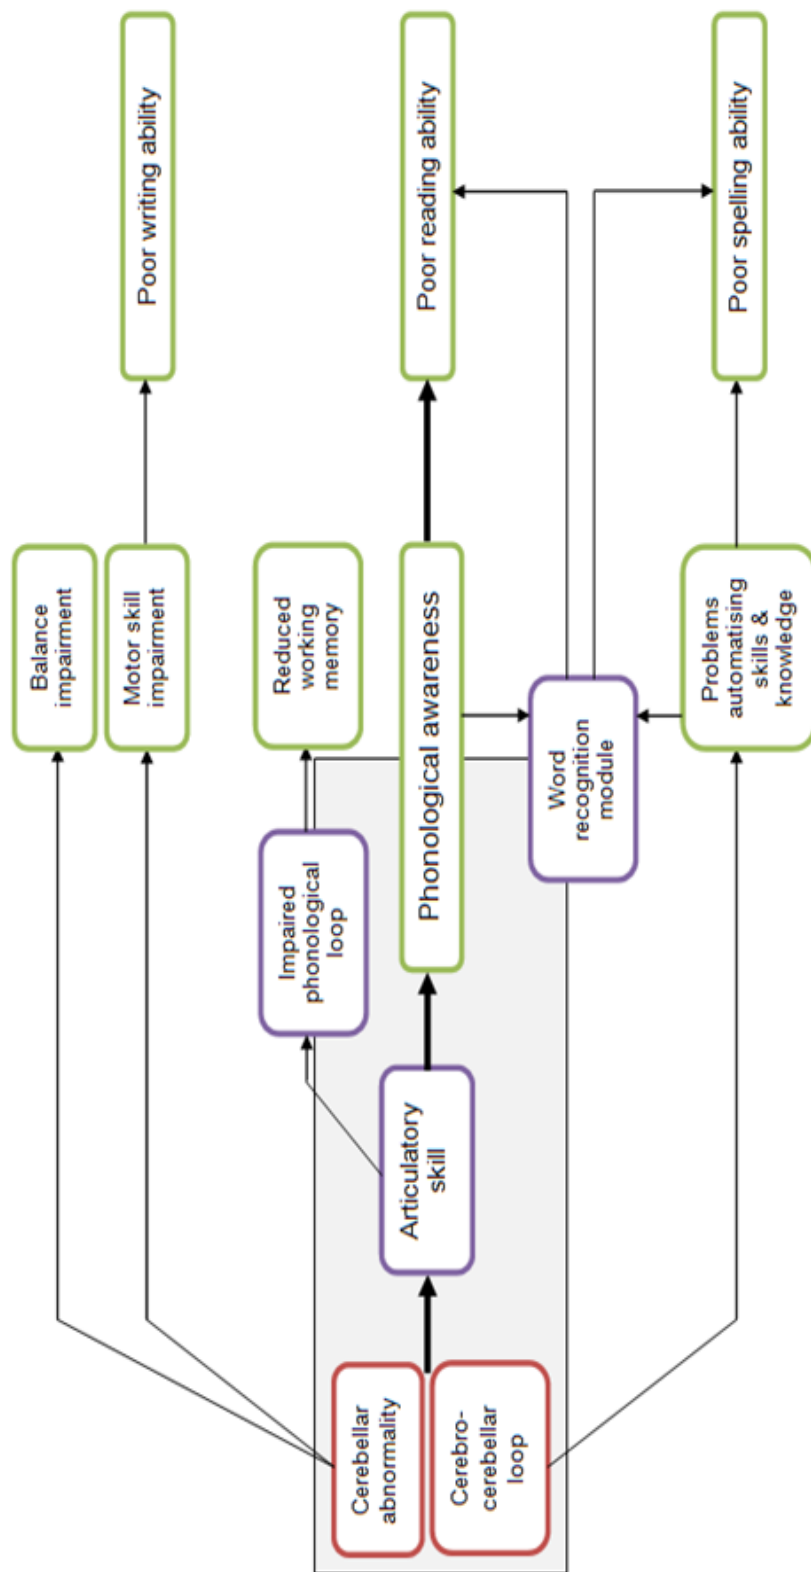 Balance
impairment
Motor skill
impairment
Poor writing ability
Cerebellar
abnormality
Cerebro-
cerebellar
loop
Articulatory
skill
Impaired
phonological
loop
Reduced
working
memory
Phonological awareness
Poor reading ability
Word
recognition
module
Problems
automatising
skills &
knowledge
Poor spelling ability